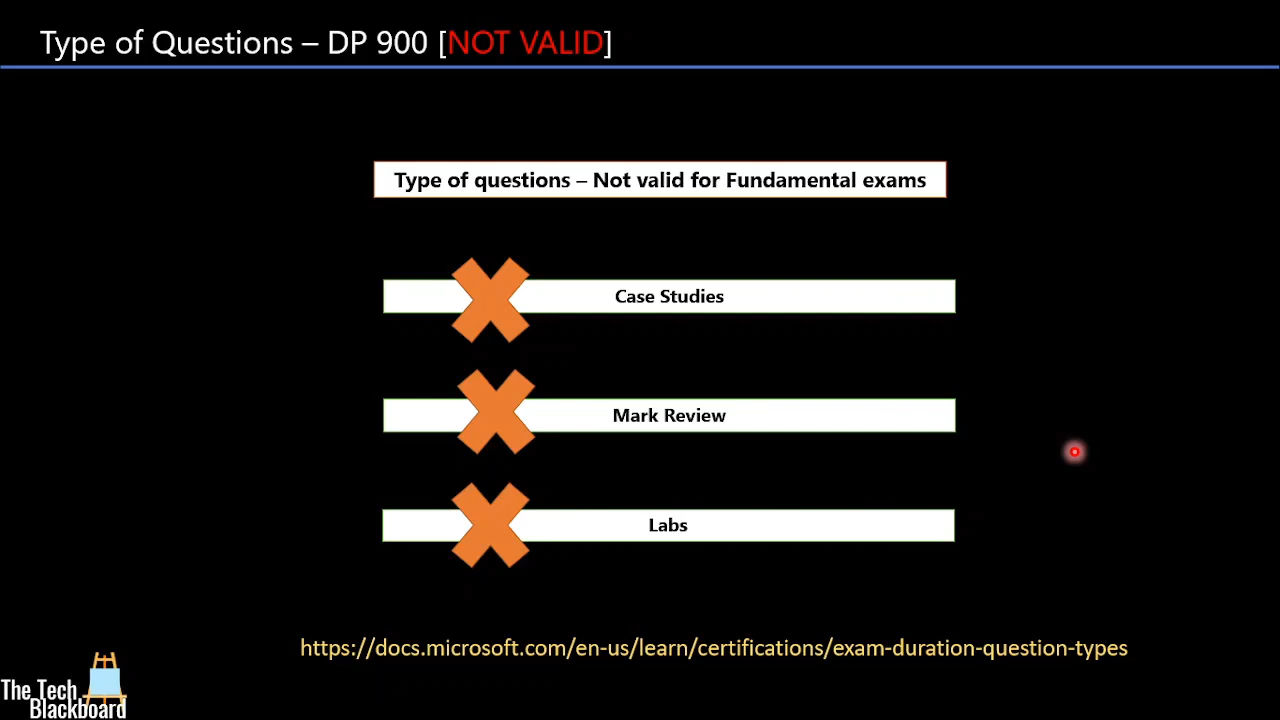 Type of Questions – DP 900 [NOT VALID]
Type of questions – Not valid for Fundamental exams
Case Studies
Mark Review
Labs
https://docs.microsoft.com/en-us/learn/certifications/exam-duration-question-types
The Tech
Blackboard